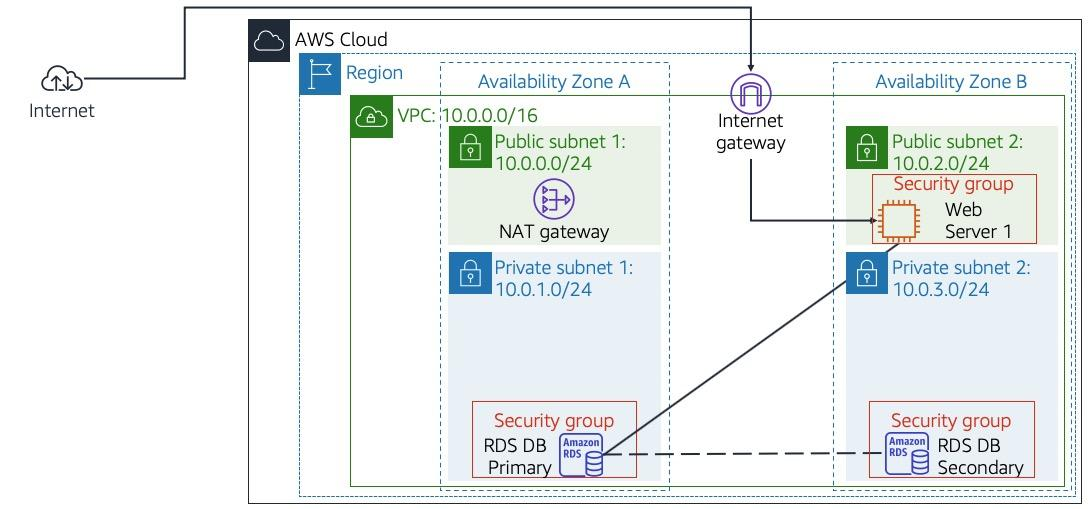 AWS Cloud
Region
Availability Zone A
Availability Zone B
Internet
VPC: 10.0.0.0/16
Internet
gateway
Public subnet 1:
10.0.0.0/24
NAT gateway
Public subnet 2:
10.0.2.0/24
Security group
Web
Server 1
Private subnet 1:
10.0.1.0/24
Private subnet 2:
10.0.3.0/24
Security group
RDS DB
Primary
Amazon
RDS
Security group
Amazon
RDS
RDS DB
Secondary